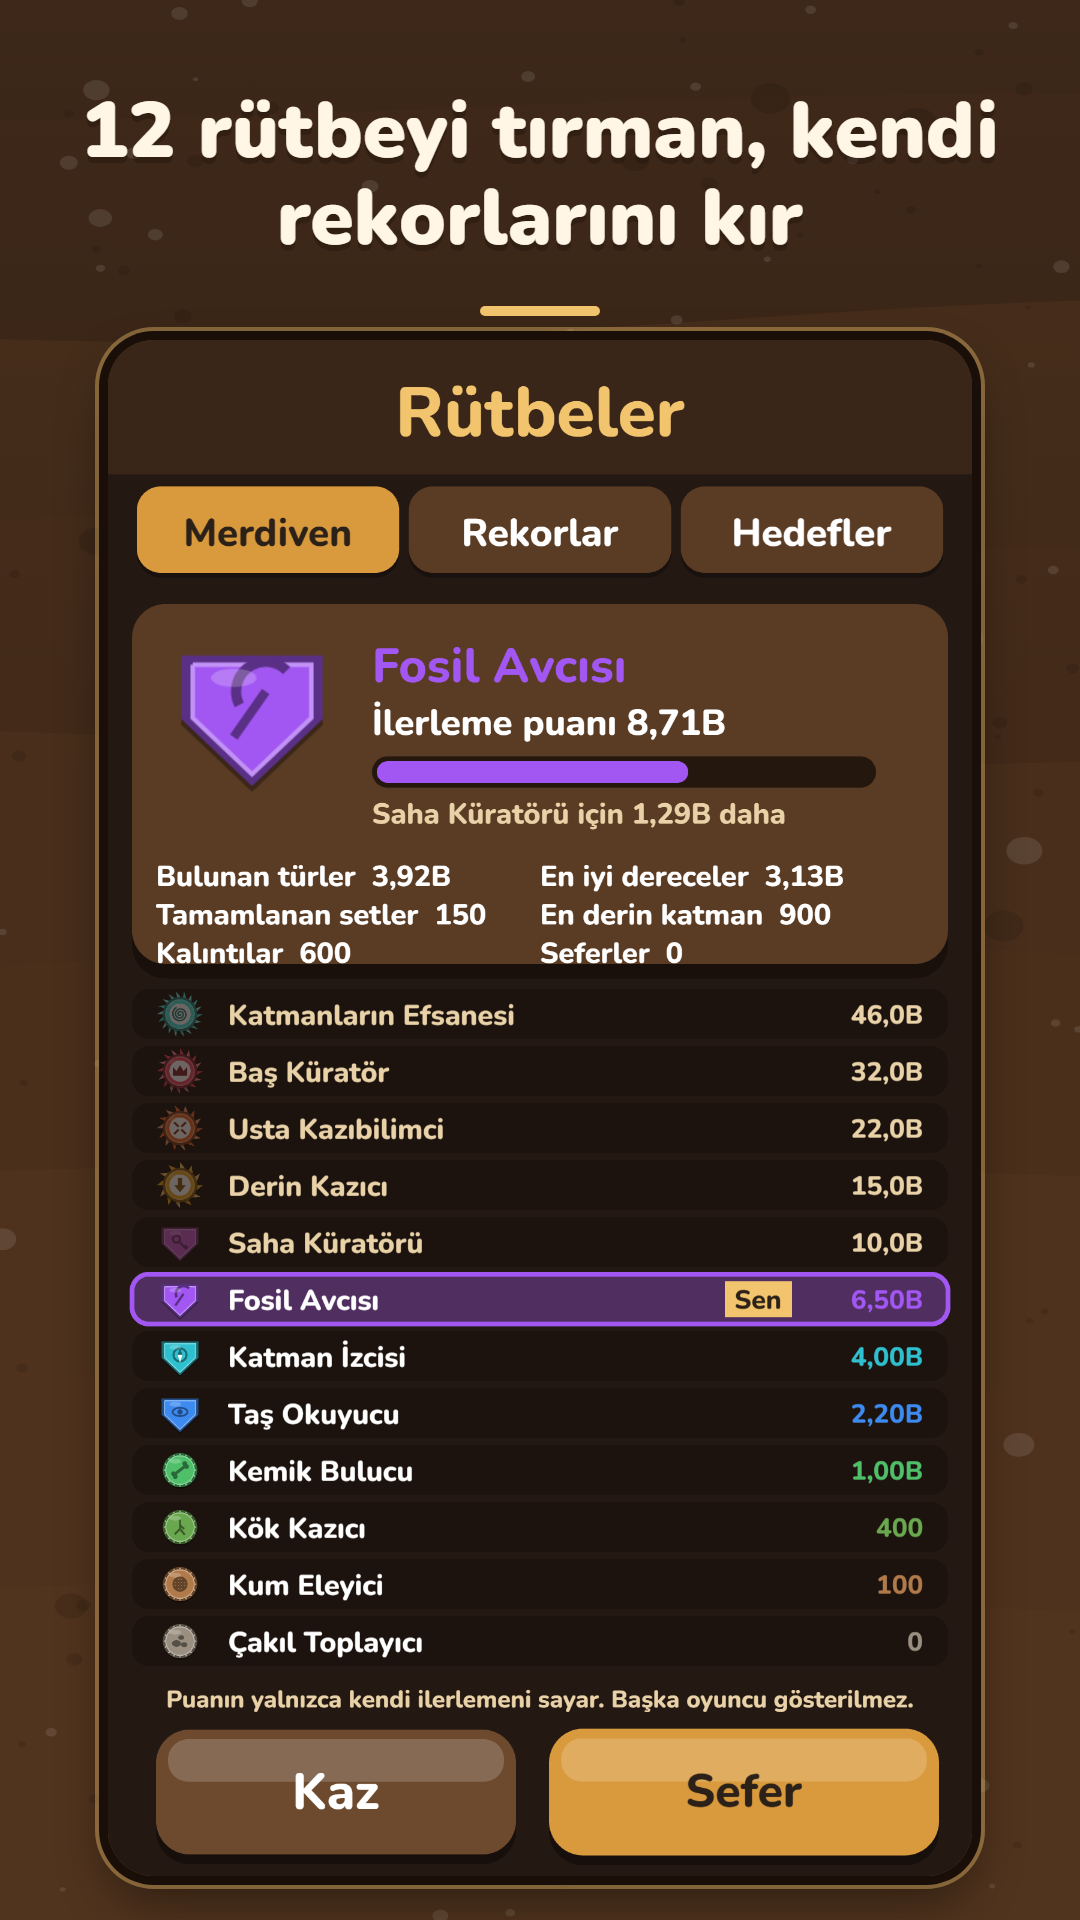 12 rütbeyi tırman, kendi
rekorlarını kır
Rütbeler
Merdiven
Rekorlar
Hedefler
Fosil Avcısı
İlerleme puanı 8,71B
Saha Küratörü için 1,29B daha
Bulunan türler 3,92B
En iyi dereceler 3,13B
Tamamlanan setler 150
En derin katman 900
Kalıntılar 600
Seferler 0
Katmanların Efsanesi 46,0B
Baş Küratör 32,0B
Usta Kazıbilimci 22,0B
Derin Kazıcı 15,0B
Saha Küratörü 10,0B
Fosil Avcısı Sen 6,50B
Katman İzcisi 4,00B
Taş Okuyucu 2,20B
Kemik Bulucu 1,00B
Kök Kazıcı 400
Kum Eleyici 100
Çakıl Toplayıcı 0
Puanın yalnızca kendi ilerlemeni sayar. Başka oyuncu gösterilmez.
Kaz
Sefer